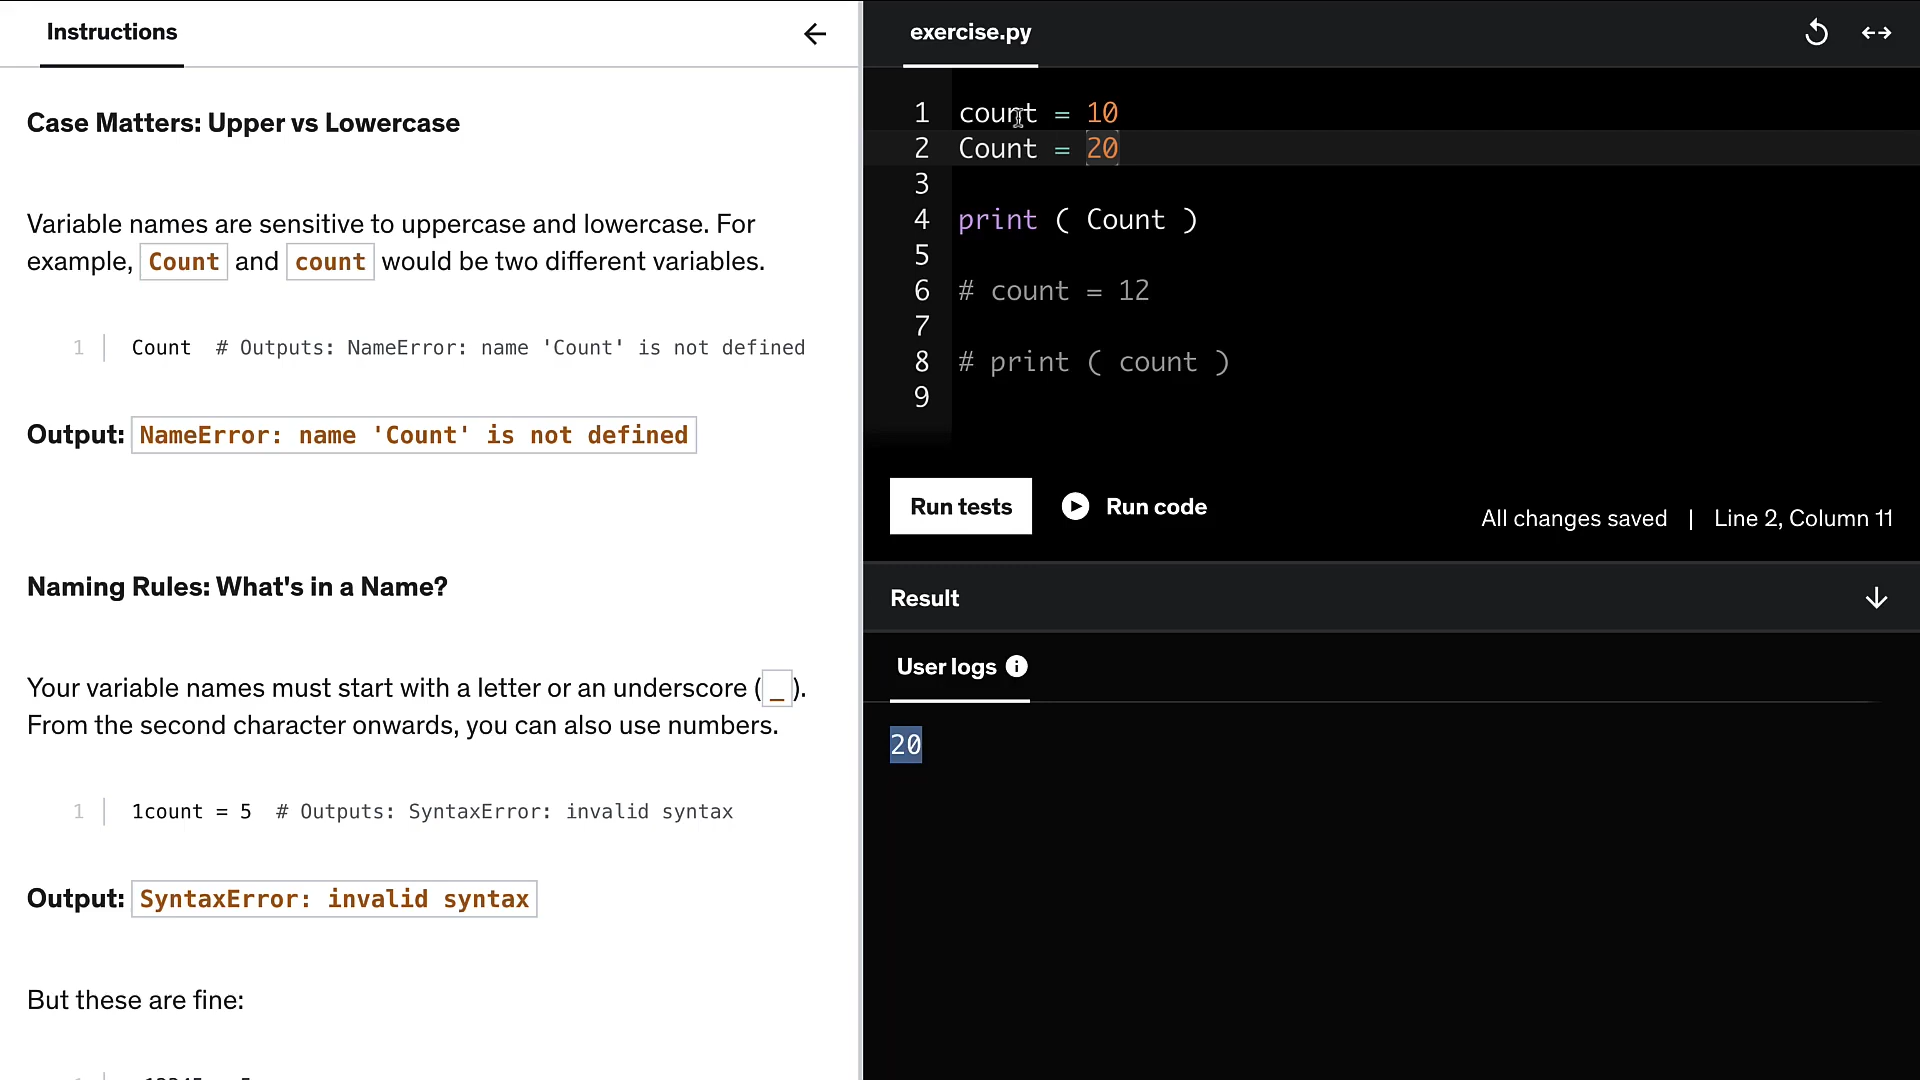 Instructions
Case Matters: Upper vs Lowercase
Variable names are sensitive to uppercase and lowercase. For
example, Count and count would be two different variables.
1 Count # Outputs: NameError: name 'Count' is not defined
Output: NameError: name 'Count' is not defined
Naming Rules: What's in a Name?
Your variable names must start with a letter or an underscore (_).
From the second character onwards, you can also use numbers.
1 1count = 5 # Outputs: SyntaxError: invalid syntax
Output: SyntaxError: invalid syntax
But these are fine:
exercise.py
1 count = 10
2 Count = 20
3
4 print ( Count )
5
6 # count = 12
7
8 # print ( count )
9
Run tests Run code All changes saved | Line 2, Column 11
Result
User logs
20